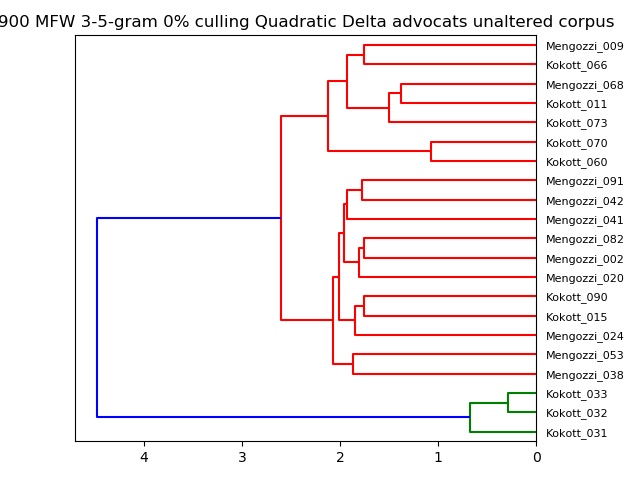 900 MFW 3-5-gram 0% culling Quadratic Delta advocats unaltered corpus
Mengozzi_009
Kokott_066
Mengozzi_068
Kokott_011
Kokott_073
Kokott_070
Kokott_060
Mengozzi_091
Mengozzi_042
Mengozzi_041
Mengozzi_082
Mengozzi_002
Mengozzi_020
Kokott_090
Kokott_015
Mengozzi_024
Mengozzi_053
Mengozzi_038
Kokott_033
Kokott_032
Kokott_031
4 3 2 1 0